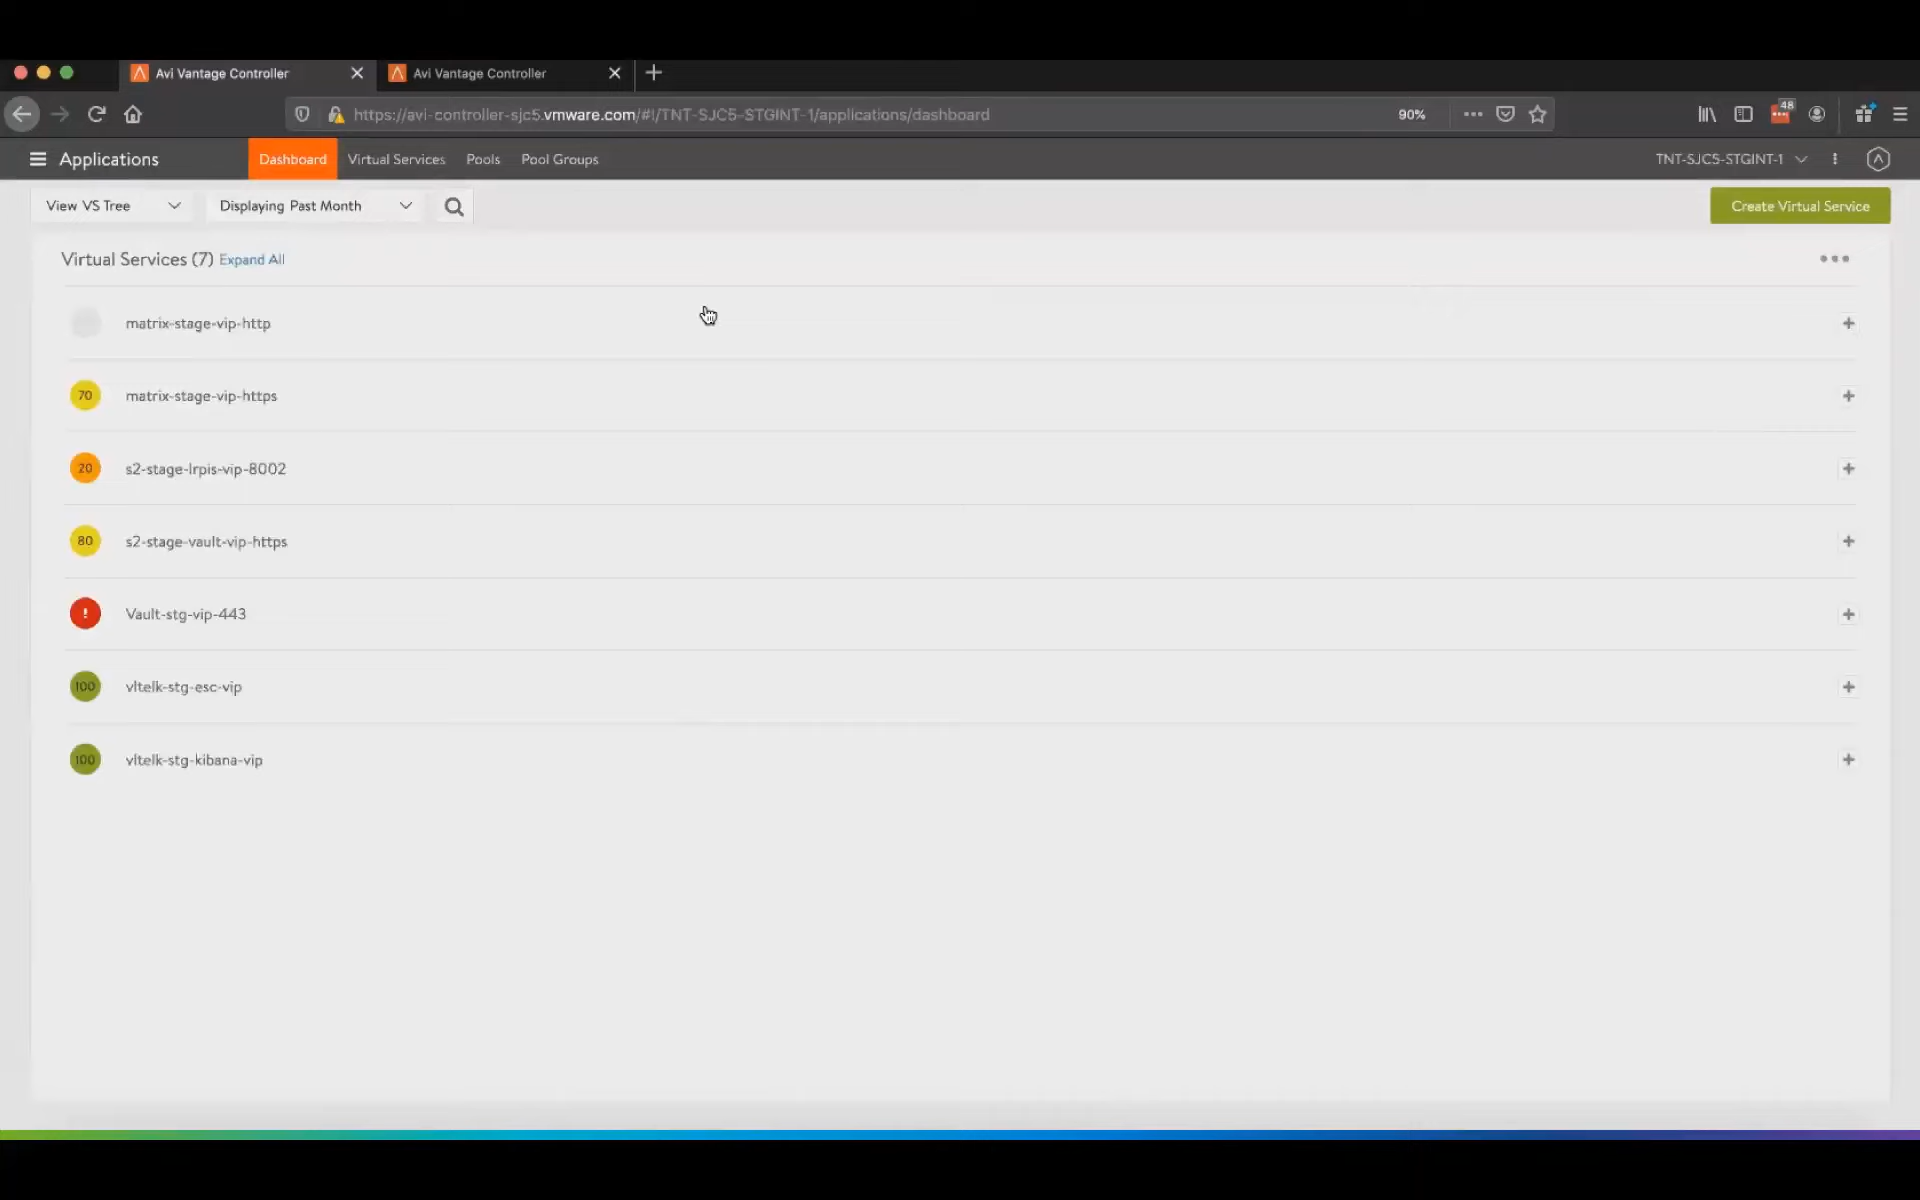 Avi Vantage Controller
Avi Vantage Controller
https://avi-controller-sjc5.vmware.com/#!/TNT-SJC5-STGINT-1/applications/dashboard
90%
48
Applications
Dashboard
Virtual Services
Pools
Pool Groups
TNT-SJC5-STGINT-1
View VS Tree
Displaying Past Month
Create Virtual Service
Virtual Services (7) Expand All
matrix-stage-vip-http
70 matrix-stage-vip-https
20 s2-stage-lrpis-vip-8002
80 s2-stage-vault-vip-https
! Vault-stg-vip-443
100 vltelk-stg-esc-vip
100 vltelk-stg-kibana-vip